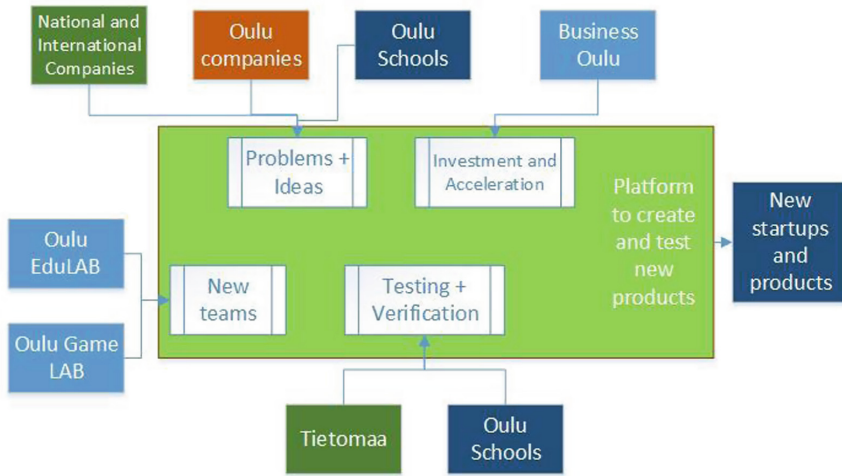 National and
International
Companies
Oulu
companies
Oulu
Schools
Business
Oulu
Problems +
Ideas
Investment and
Acceleration
Platform
to create
and test
new
products
New
startups
and
products
Oulu
EduLAB
New
teams
Testing +
Verification
Oulu Game
LAB
Tietomaa
Oulu
Schools